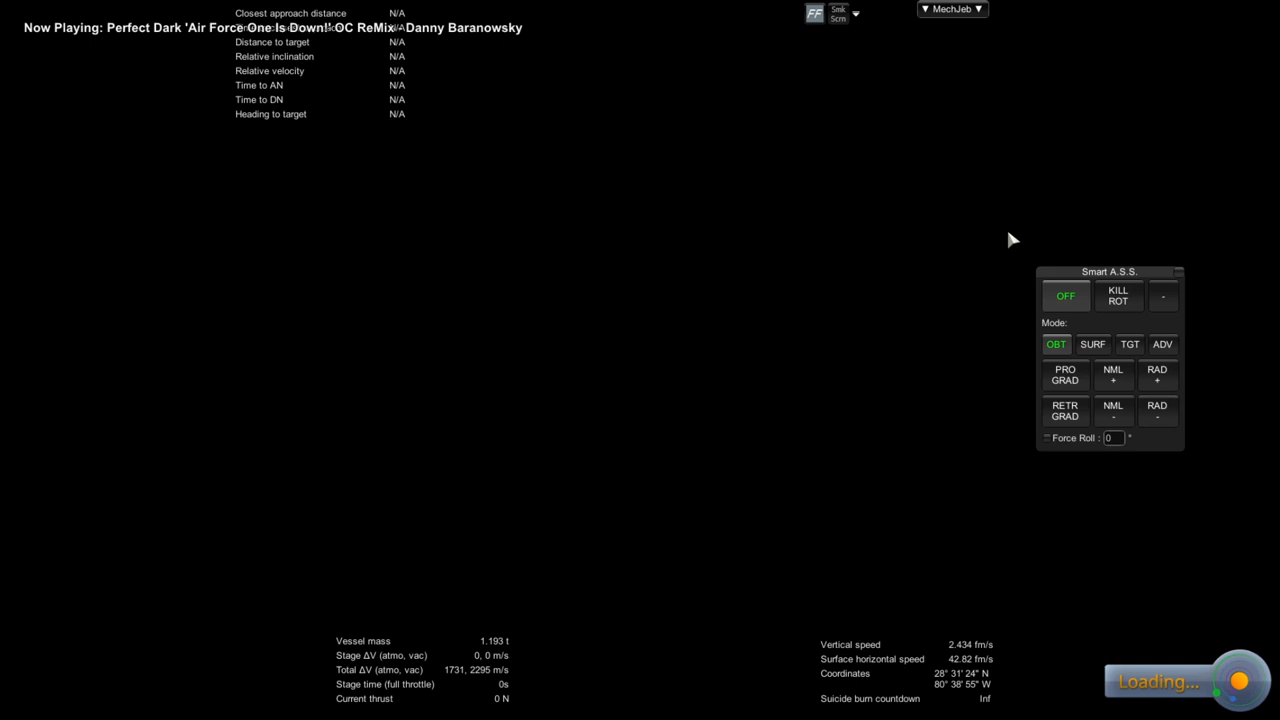 Closest approach distance N/A
Now Playing: Perfect Dark 'Air Force One Is Down!' OC ReMix - Danny Baranowsky
N/A
Distance to target N/A
Relative inclination N/A
Relative velocity N/A
Time to AN N/A
Time to DN N/A
Heading to target N/A
FF
Smk
Scrn
▼ MechJeb ▼
Smart A.S.S.
OFF
KILL
ROT
-
Mode:
OBT SURF TGT ADV
PRO
GRAD
NML
+
RAD
+
RETR
GRAD
NML
-
RAD
-
Force Roll : 0 °
Vessel mass 1.193 t
Stage ΔV (atmo, vac) 0, 0 m/s
Total ΔV (atmo, vac) 1731, 2295 m/s
Stage time (full throttle) 0s
Current thrust 0 N
Vertical speed 2.434 fm/s
Surface horizontal speed 42.82 fm/s
Coordinates 28° 31' 24" N
80° 38' 55" W
Suicide burn countdown Inf
Loading...